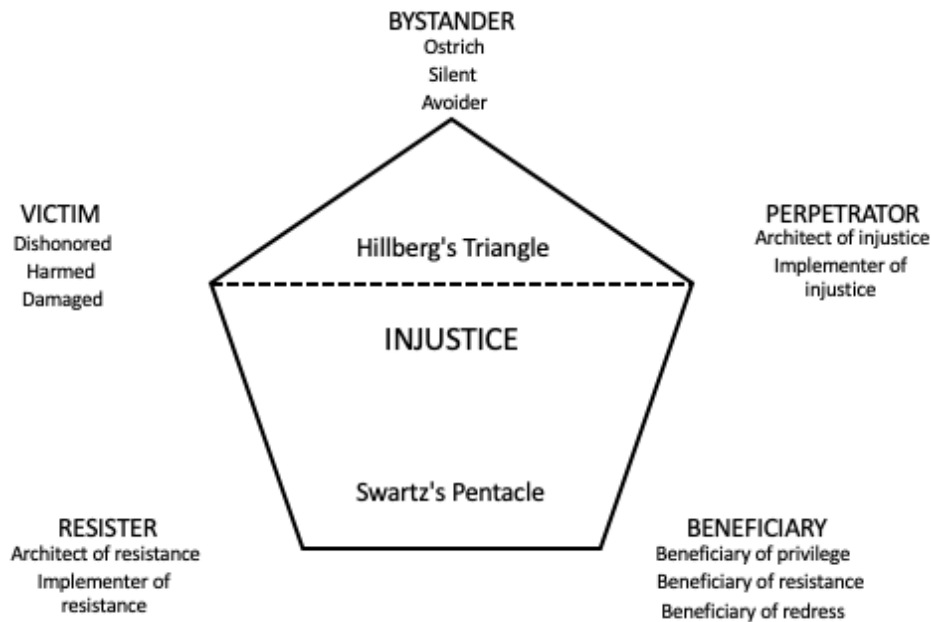 BYSTANDER
Ostrich
Silent
Avoider
VICTIM
Dishonored
Harmed
Damaged
Hillberg's Triangle
PERPETRATOR
Architect of injustice
Implementer of
injustice
INJUSTICE
Swartz's Pentacle
RESISTER
Architect of resistance
Implementer of
resistance
BENEFICIARY
Beneficiary of privilege
Beneficiary of resistance
Beneficiary of redress